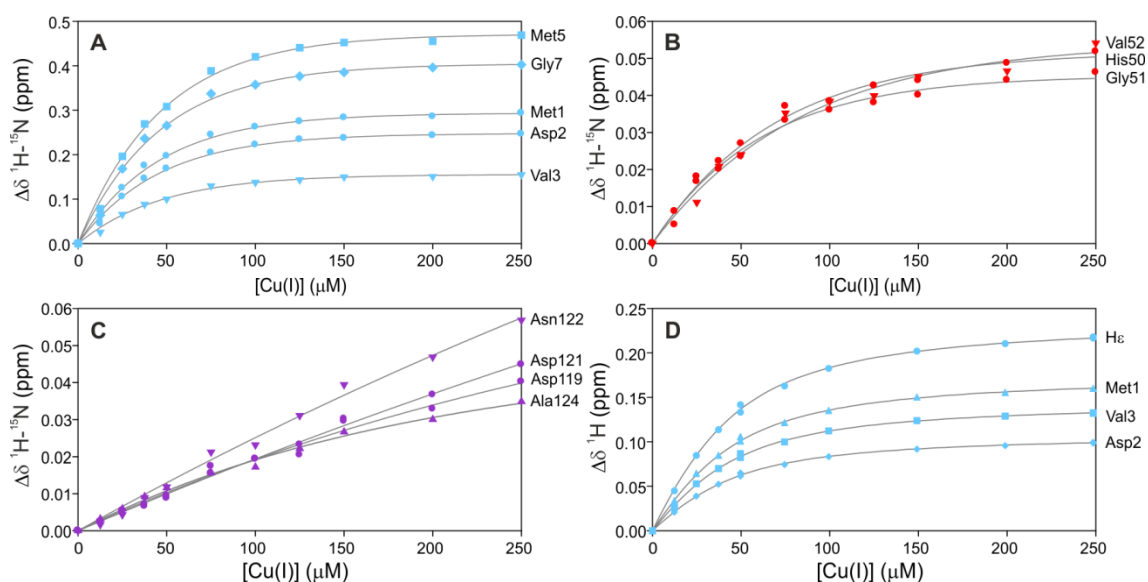 A
Δδ ¹H-¹⁵N (ppm)
0.5
0.4
0.3
0.2
0.1
0.0
Met5
Gly7
Met1
Asp2
Val3
0 50 100 150 200 250
[Cu(I)] (μM)
B
Δδ ¹H-¹⁵N (ppm)
0.06
0.05
0.04
0.03
0.02
0.01
0.00
Val52
His50
Gly51
0 50 100 150 200 250
[Cu(I)] (μM)
C
Δδ ¹H-¹⁵N (ppm)
0.06
0.05
0.04
0.03
0.02
0.01
0.00
Asn122
Asp121
Asp119
Ala124
0 50 100 150 200 250
[Cu(I)] (μM)
D
Δδ ¹H (ppm)
0.25
0.20
0.15
0.10
0.05
0.00
Hε
Met1
Val3
Asp2
0 50 100 150 200 250
[Cu(I)] (μM)